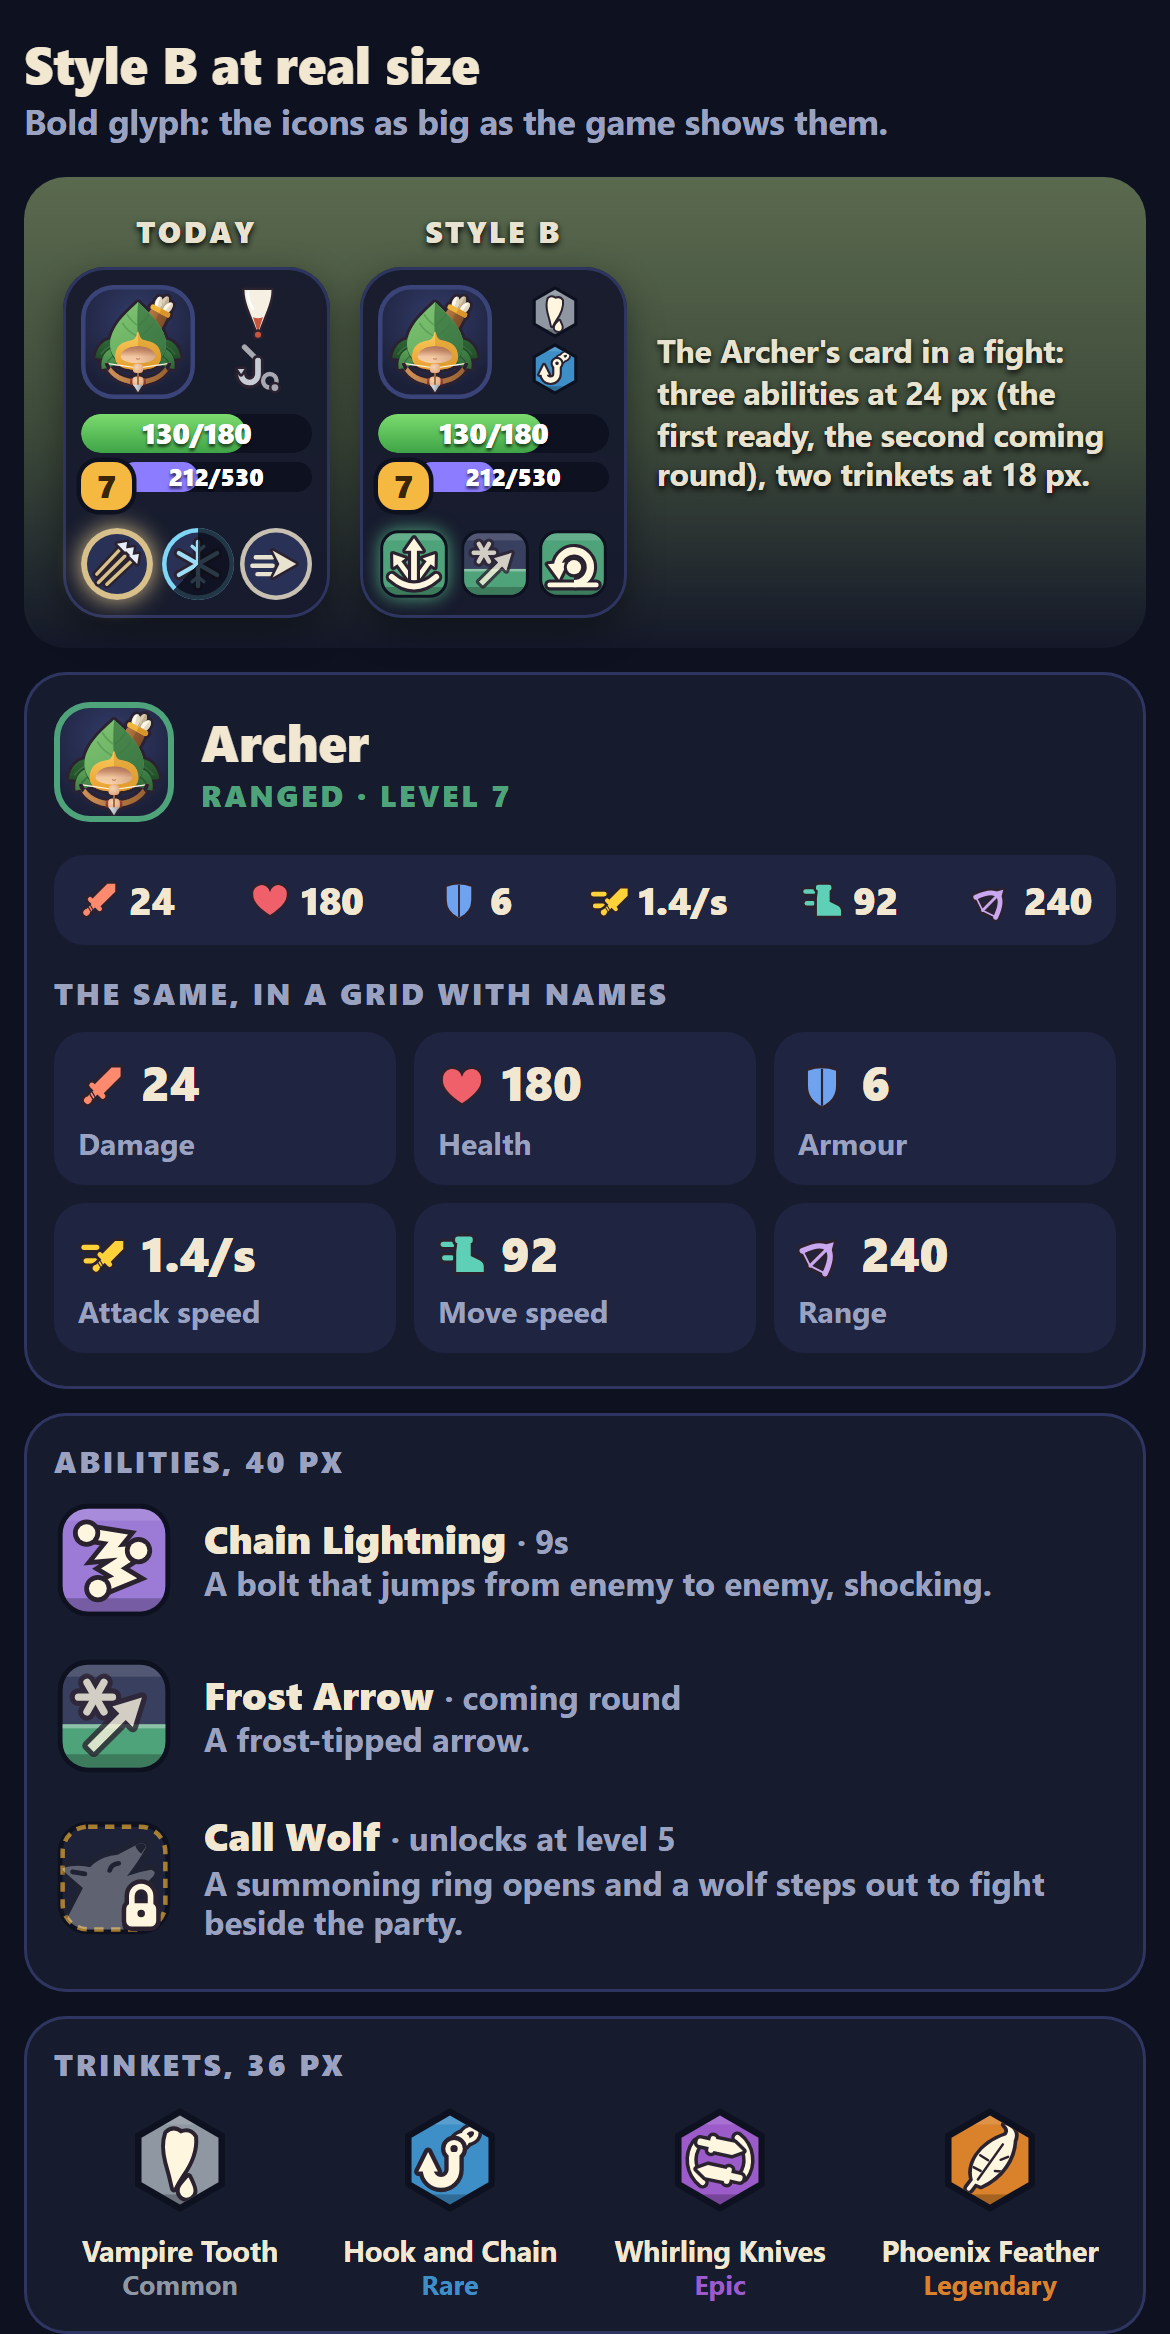 Style B at real size
Bold glyph: the icons as big as the game shows them.
TODAY
STYLE B
130/180
7
212/530
130/180
7
212/530
The Archer's card in a fight:
three abilities at 24 px (the
first ready, the second coming
round), two trinkets at 18 px.
Archer
RANGED · LEVEL 7
24
180
6
1.4/s
92
240
THE SAME, IN A GRID WITH NAMES
24
Damage
180
Health
6
Armour
1.4/s
Attack speed
92
Move speed
240
Range
ABILITIES, 40 PX
Chain Lightning · 9s
A bolt that jumps from enemy to enemy, shocking.
Frost Arrow · coming round
A frost-tipped arrow.
Call Wolf · unlocks at level 5
A summoning ring opens and a wolf steps out to fight
beside the party.
TRINKETS, 36 PX
Vampire Tooth
Common
Hook and Chain
Rare
Whirling Knives
Epic
Phoenix Feather
Legendary